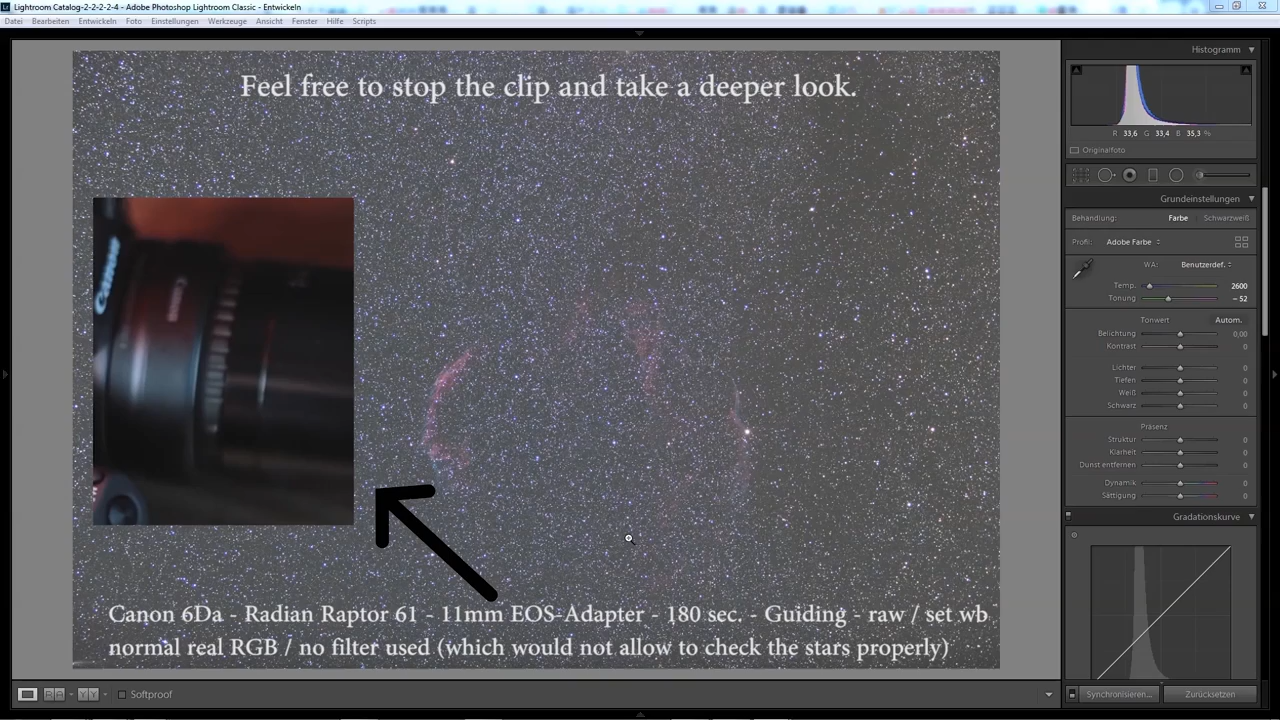 Lightroom Catalog-2-2-2-2-4 - Adobe Photoshop Lightroom Classic - Entwickeln
Datei Bearbeiten Entwickeln Foto Einstellungen Werkzeuge Ansicht Fenster Hilfe Scripts
Feel free to stop the clip and take a deeper look.
Canon
Canon
Canon 6Da - Radian Raptor 61 - 11mm EOS-Adapter - 180 sec. - Guiding - raw / set wb
normal real RGB / no filter used (which would not allow to check the stars properly)
Histogramm
R 33,6 G 33,4 B 35,3 %
Originalfoto
Grundeinstellungen
Behandlung: Farbe Schwarzweiß
Profil: Adobe Farbe
WA: Benutzerdef.
Temp. 2600
Tonung – 52
Tonwert Autom.
Belichtung 0,00
Kontrast 0
Lichter 0
Tiefen 0
Weiß 0
Schwarz 0
Präsenz
Struktur 0
Klarheit 0
Dunst entfernen 0
Dynamik 0
Sättigung 0
Gradationskurve
Softproof
Synchronisieren... Zurücksetzen